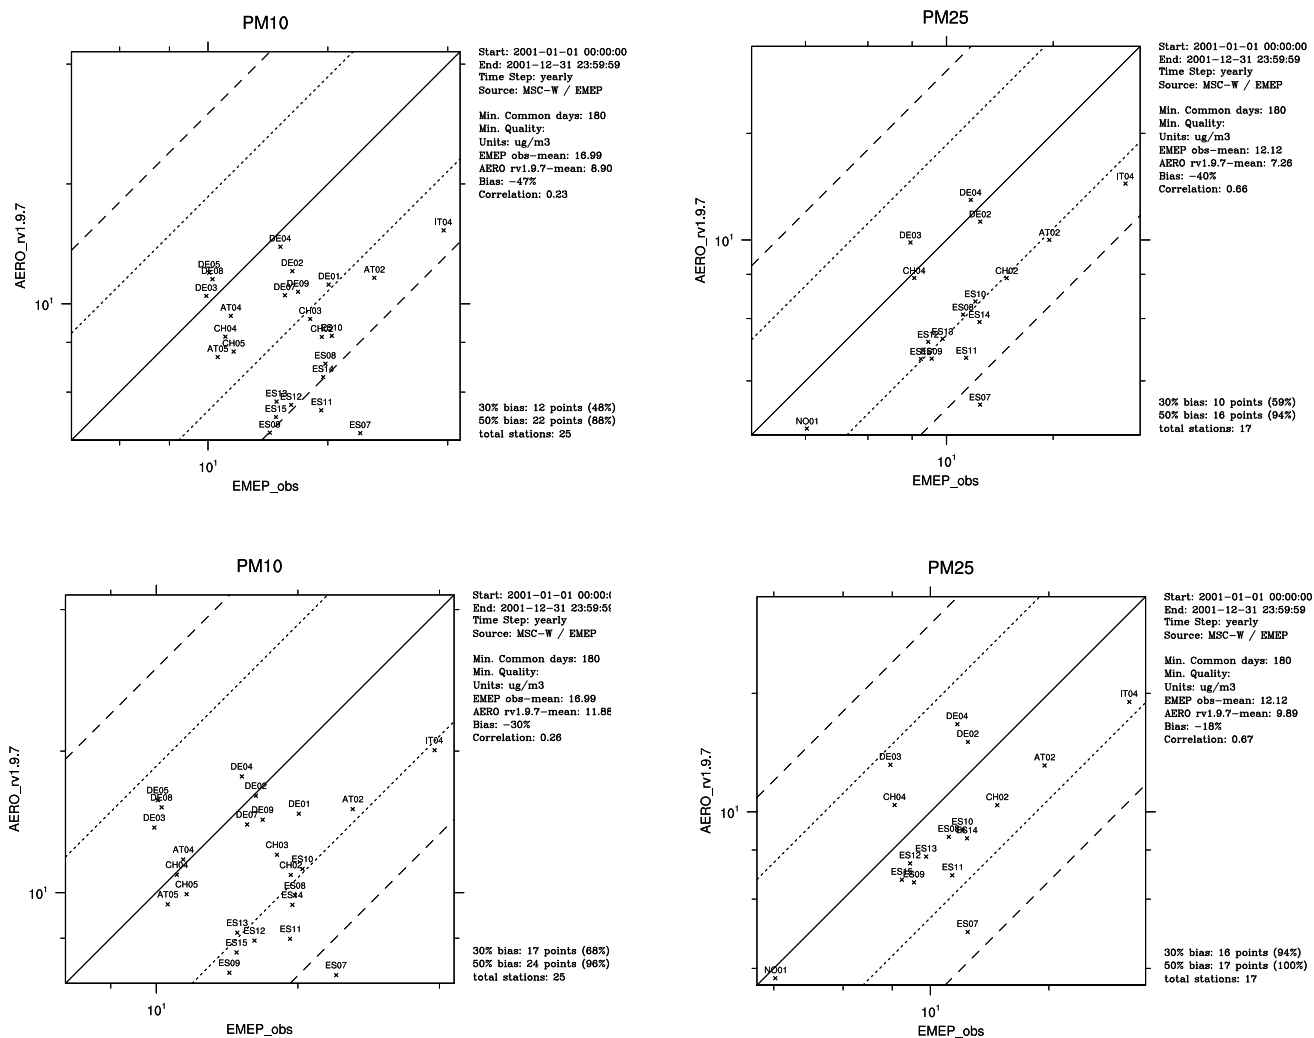 PM10
Start: 2001-01-01 00:00:00
End: 2001-12-31 23:59:59
Time Step: yearly
Source: MSC-W / EMEP
Min. Common days: 180
Min. Quality:
Units: ug/m3
EMEP obs-mean: 16.99
AERO rv1.9.7-mean: 8.90
Bias: -47%
Correlation: 0.23
IT04
DE04
DE05
DE08
DE02
AT02
DE01
DE03
DE07
DE09
AT04
CH03
CH04
CH02
ES10
AT05
CH05
ES08
ES14
ES13
ES12
ES11
ES15
ES09
ES07
30% bias: 12 points (48%)
50% bias: 22 points (88%)
total stations: 25
AERO_rv1.9.7
10¹
10¹
EMEP_obs
PM25
Start: 2001-01-01 00:00:00
End: 2001-12-31 23:59:59
Time Step: yearly
Source: MSC-W / EMEP
Min. Common days: 180
Min. Quality:
Units: ug/m3
EMEP obs-mean: 12.12
AERO rv1.9.7-mean: 7.26
Bias: -40%
Correlation: 0.66
IT04
DE04
DE02
DE03
AT02
CH04
CH02
ES10
ES08
ES14
ES12
ES13
ES15
ES09
ES11
ES07
NO01
30% bias: 10 points (59%)
50% bias: 16 points (94%)
total stations: 17
AERO_rv1.9.7
10¹
10¹
EMEP_obs
PM10
Start: 2001-01-01 00:00:
End: 2001-12-31 23:59:59
Time Step: yearly
Source: MSC-W / EMEP
Min. Common days: 180
Min. Quality:
Units: ug/m3
EMEP obs-mean: 16.99
AERO rv1.9.7-mean: 11.88
Bias: -30%
Correlation: 0.26
IT04
DE04
DE02
DE05
DE08
DE01
AT02
DE03
DE07
DE09
AT04
CH03
CH04
CH02
ES10
AT05
CH05
ES08
ES14
ES13
ES12
ES11
ES15
ES09
ES07
30% bias: 17 points (68%)
50% bias: 24 points (96%)
total stations: 25
AERO_rv1.9.7
10¹
10¹
EMEP_obs
PM25
Start: 2001-01-01 00:00:00
End: 2001-12-31 23:59:59
Time Step: yearly
Source: MSC-W / EMEP
Min. Common days: 180
Min. Quality:
Units: ug/m3
EMEP obs-mean: 12.12
AERO rv1.9.7-mean: 9.89
Bias: -18%
Correlation: 0.67
IT04
DE04
DE02
DE03
AT02
CH04
CH02
ES10
ES08
ES14
ES12
ES13
ES15
ES09
ES11
ES07
NO01
30% bias: 16 points (94%)
50% bias: 17 points (100%)
total stations: 17
AERO_rv1.9.7
10¹
10¹
EMEP_obs